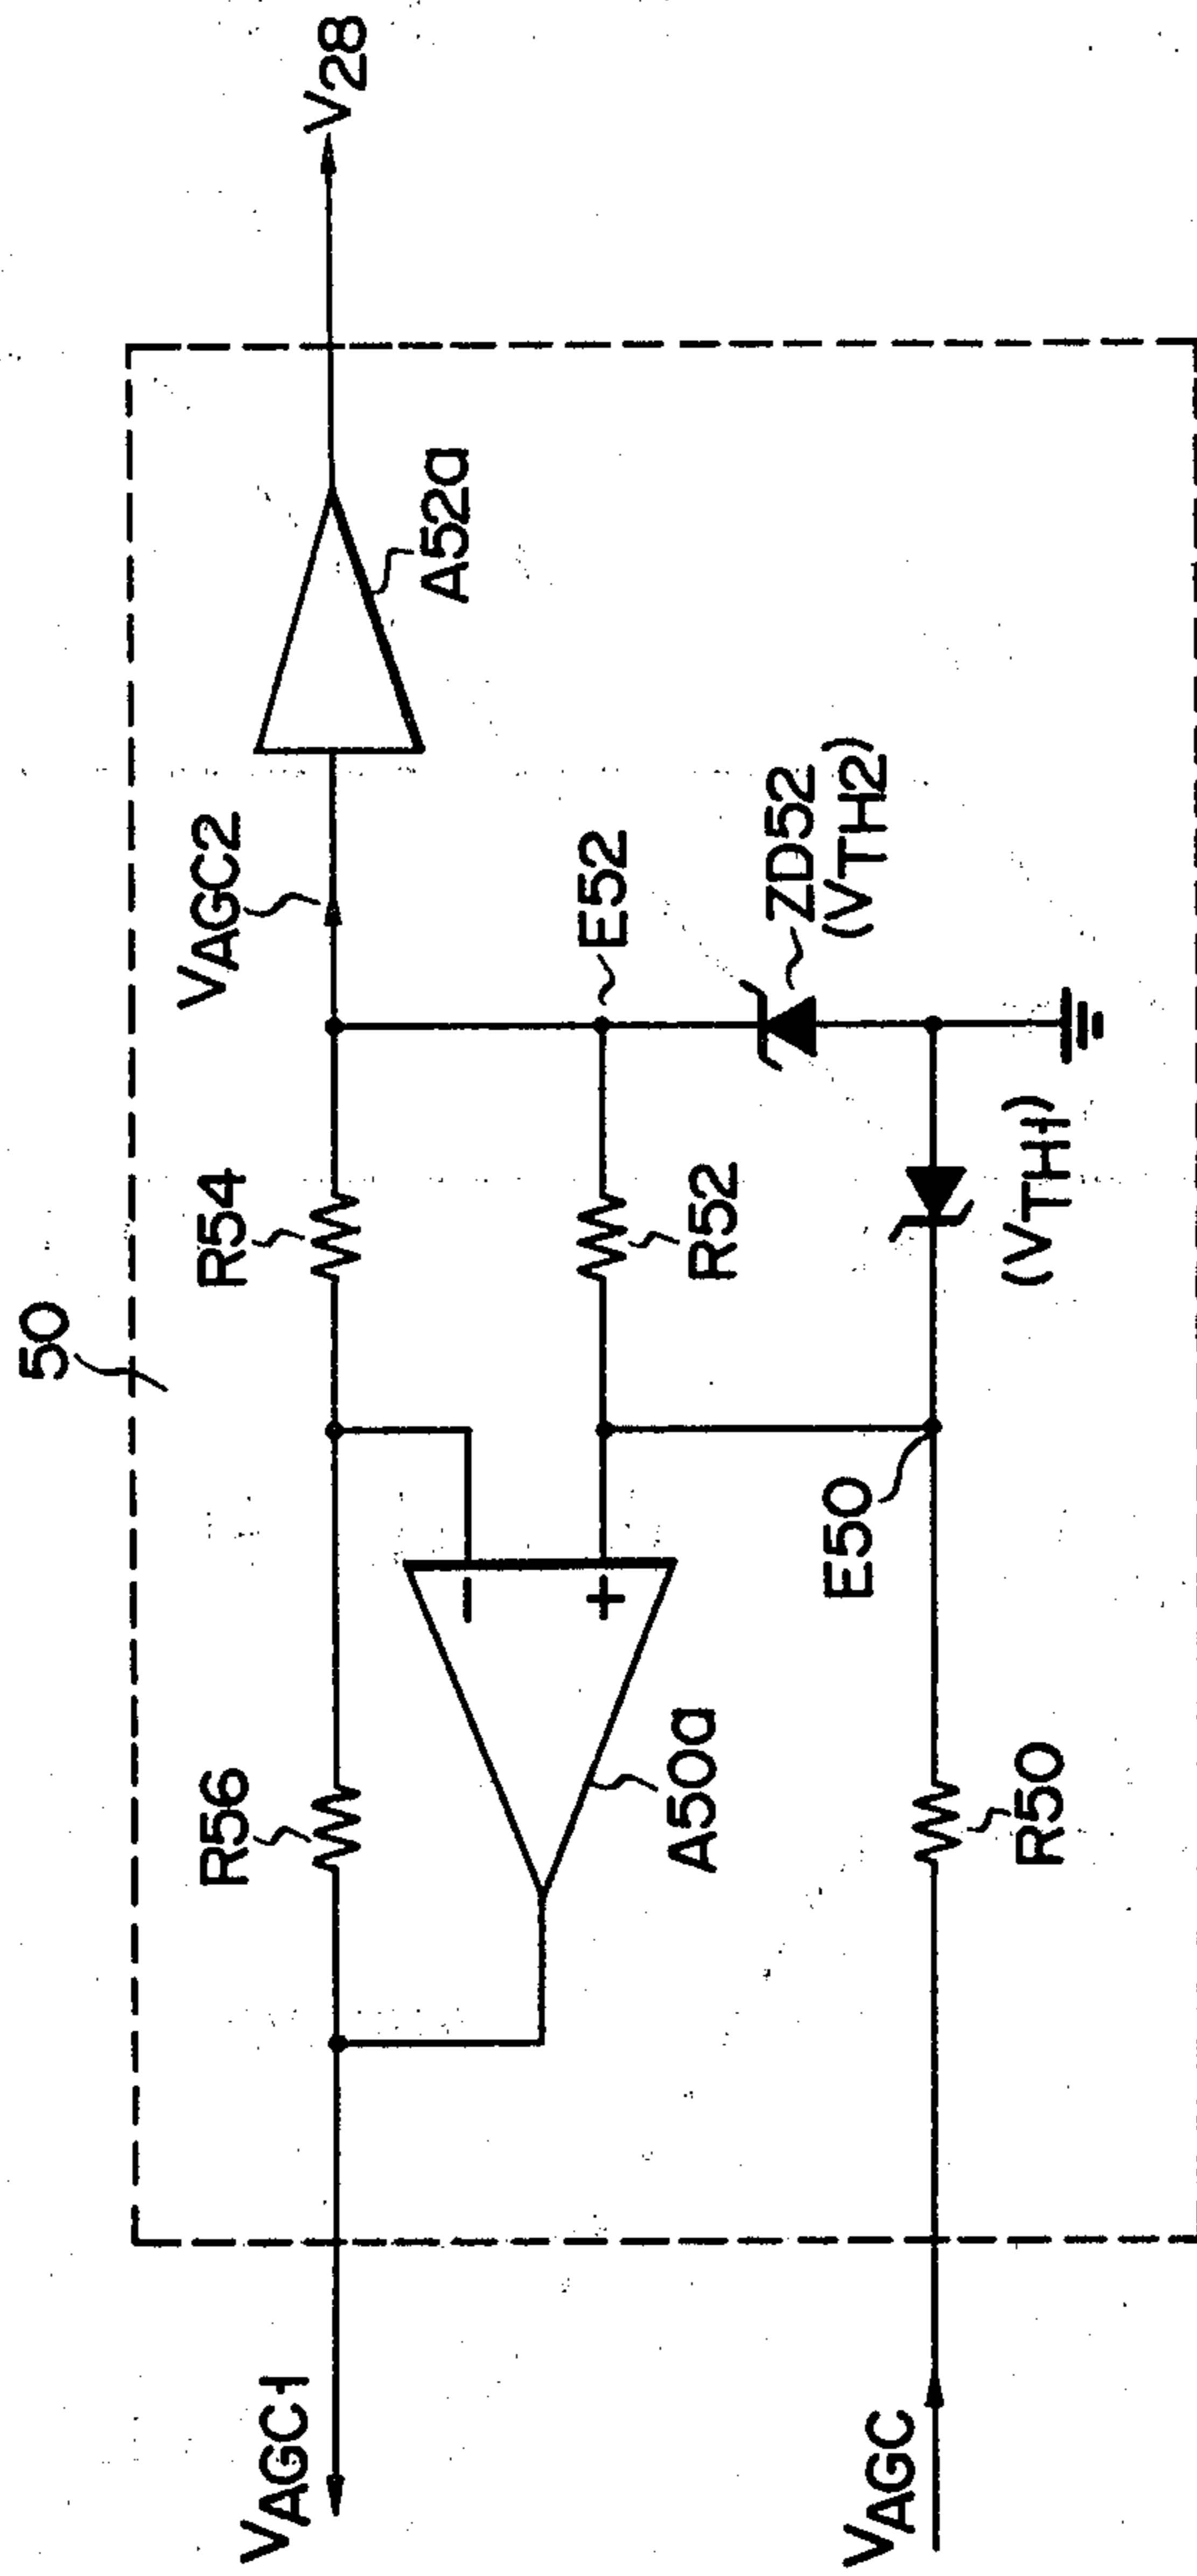 50
VAGC1
R56
R54
VAGC2
V28
A52a
A50a
R52
E52
ZD52
(VTH2)
E50
(VTH1)
VAGC
R50
-
+